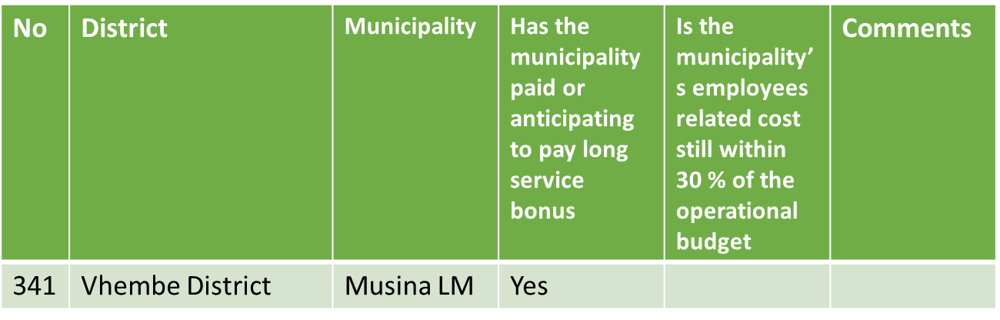 No
District
Municipality
Has the
municipality
paid or
anticipating
to pay long
service
bonus
Is the
municipality’
s employees
related cost
still within
30 % of the
operational
budget
Comments
341
Vhembe District
Musina LM
Yes